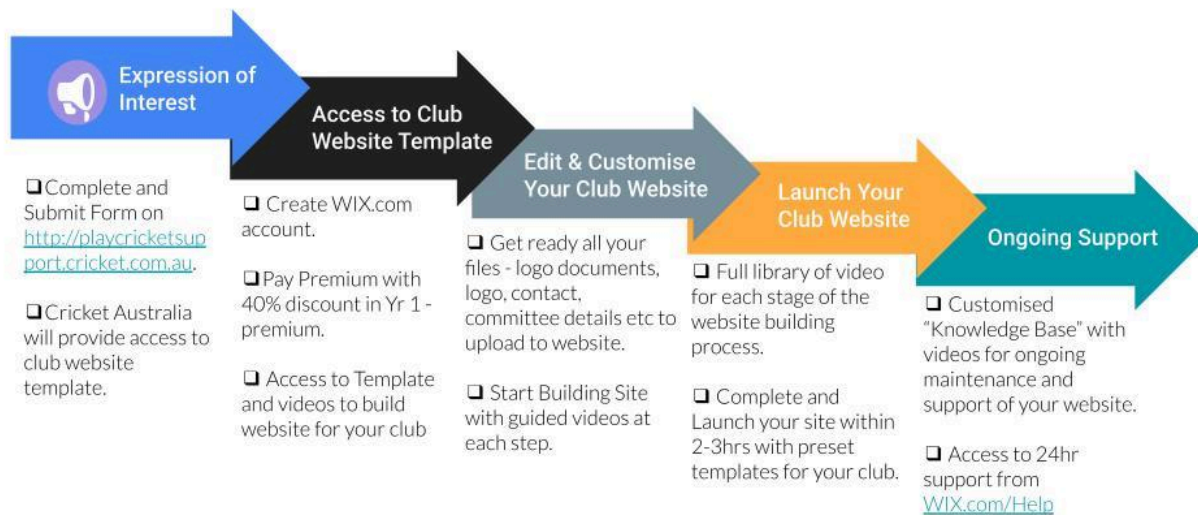 Expression of
Interest
❑Complete and
Submit Form on
http://playcricketsup
port.cricket.com.au.
❑Cricket Australia
will provide access to
club website
template.
Access to Club
Website Template
❑ Create WIX.com
account.
❑ Pay Premium with
40% discount in Yr 1 -
premium.
❑ Access to Template
and videos to build
website for your club
Edit & Customise
Your Club Website
❑ Get ready all your
files - logo documents,
logo, contact,
committee details etc to
upload to website.
❑ Start Building Site
with guided videos at
each step.
Launch Your
Club Website
❑ Full library of video
for each stage of the
website building
process.
❑ Complete and
Launch your site within
2-3hrs with preset
templates for your club.
Ongoing Support
❑ Customised
“Knowledge Base” with
videos for ongoing
maintenance and
support of your website.
❑ Access to 24hr
support from
WIX.com/Help